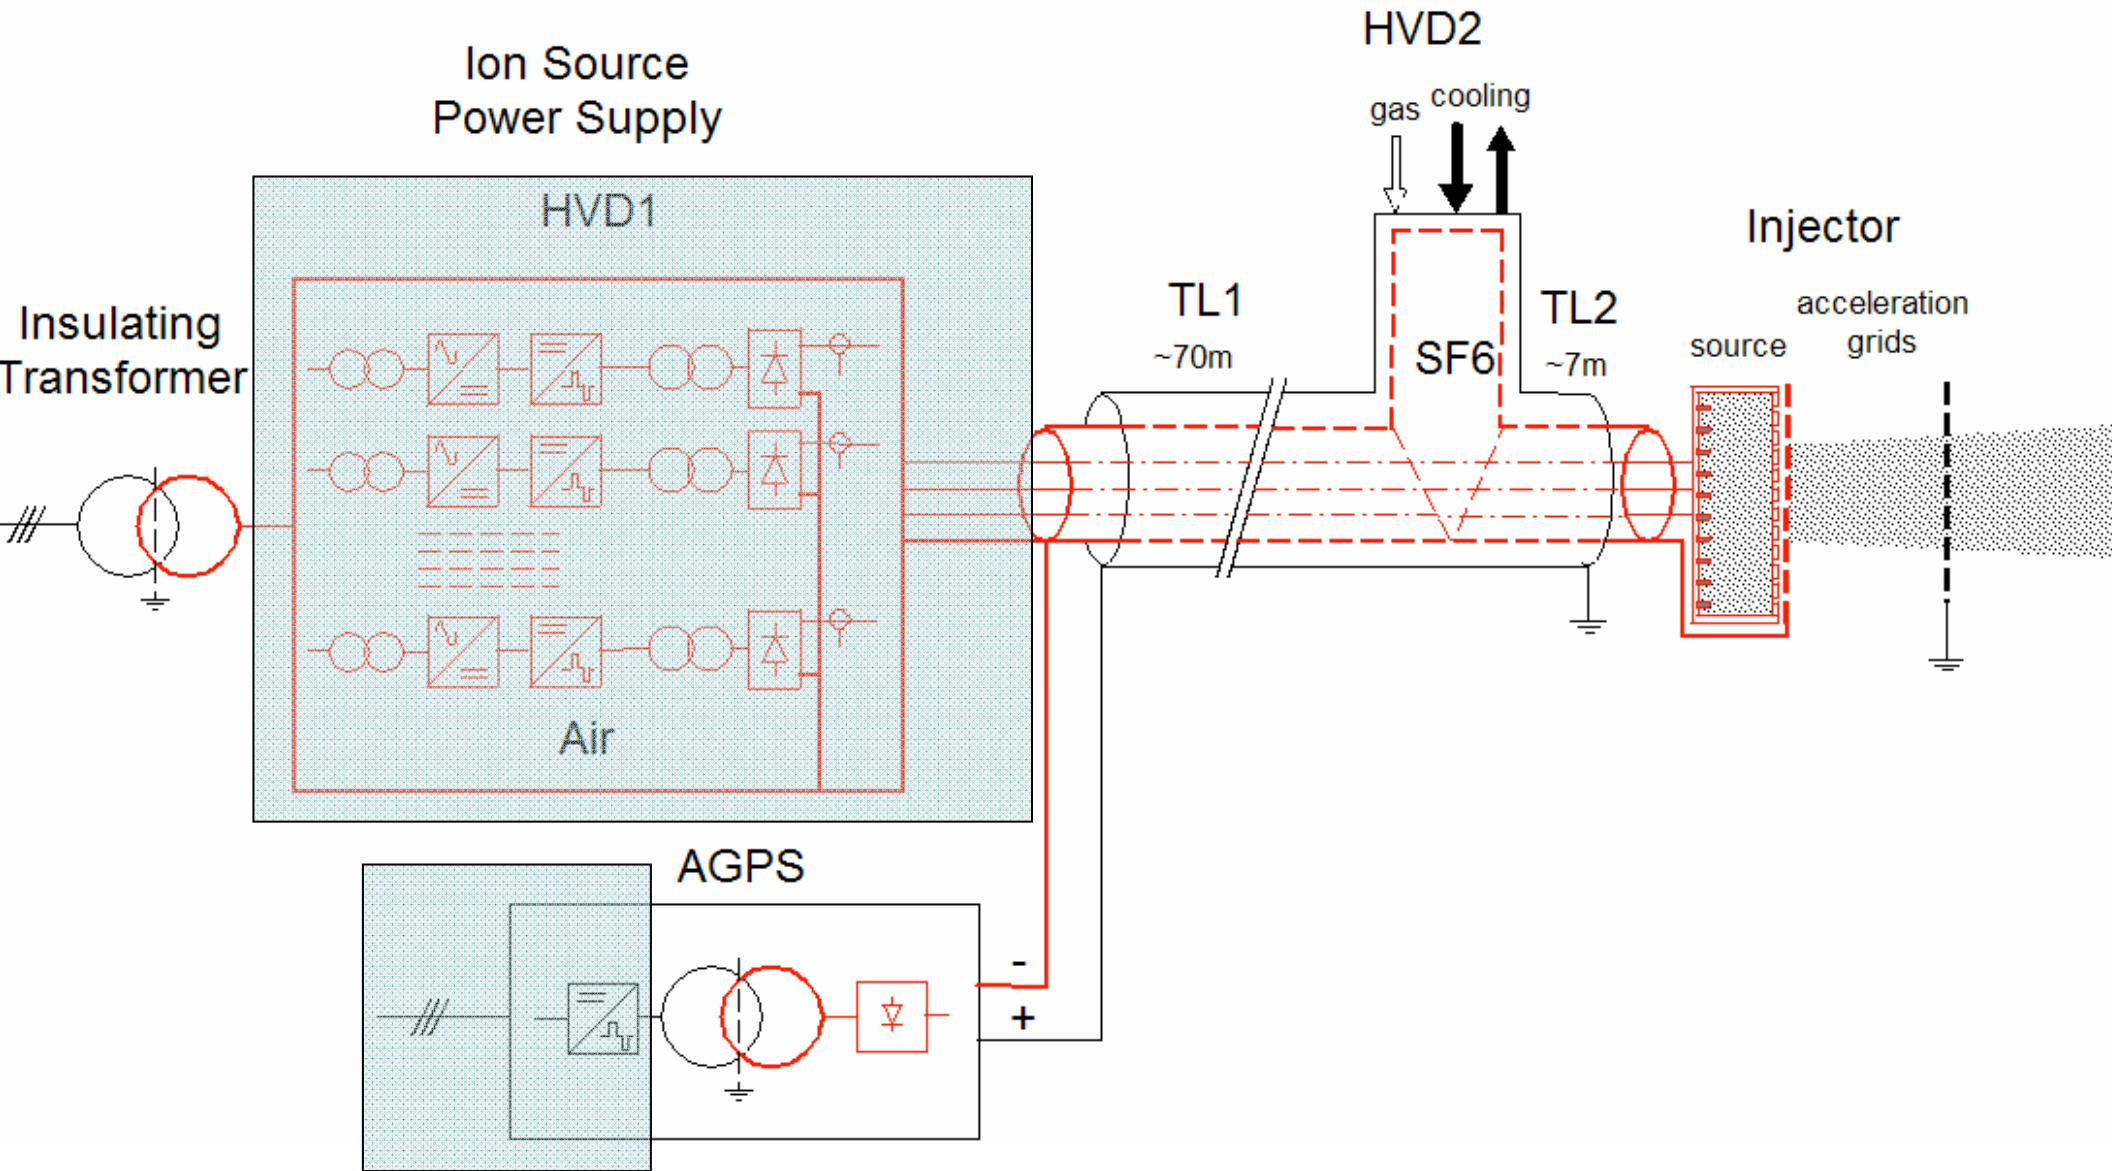 HVD2
Ion Source
Power Supply
gas cooling
HVD1
Injector
TL1
~70m
TL2
~7m
SF6
acceleration
grids
source
Insulating
Transformer
Air
AGPS
-
+